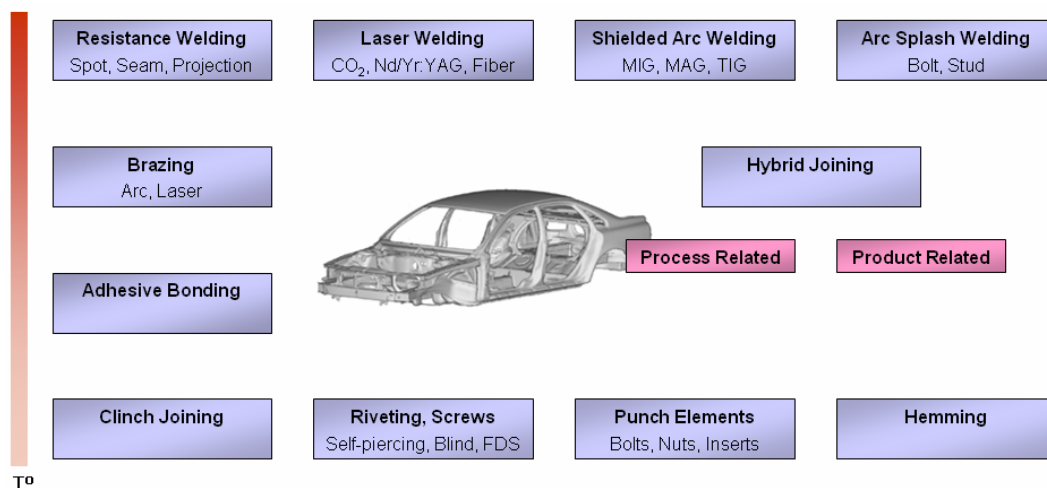 Resistance Welding
Spot, Seam, Projection
Laser Welding
CO₂, Nd/Yr:YAG, Fiber
Shielded Arc Welding
MIG, MAG, TIG
Arc Splash Welding
Bolt, Stud
Brazing
Arc, Laser
Hybrid Joining
Process Related
Product Related
Adhesive Bonding
Clinch Joining
Riveting, Screws
Self-piercing, Blind, FDS
Punch Elements
Bolts, Nuts, Inserts
Hemming
Tº